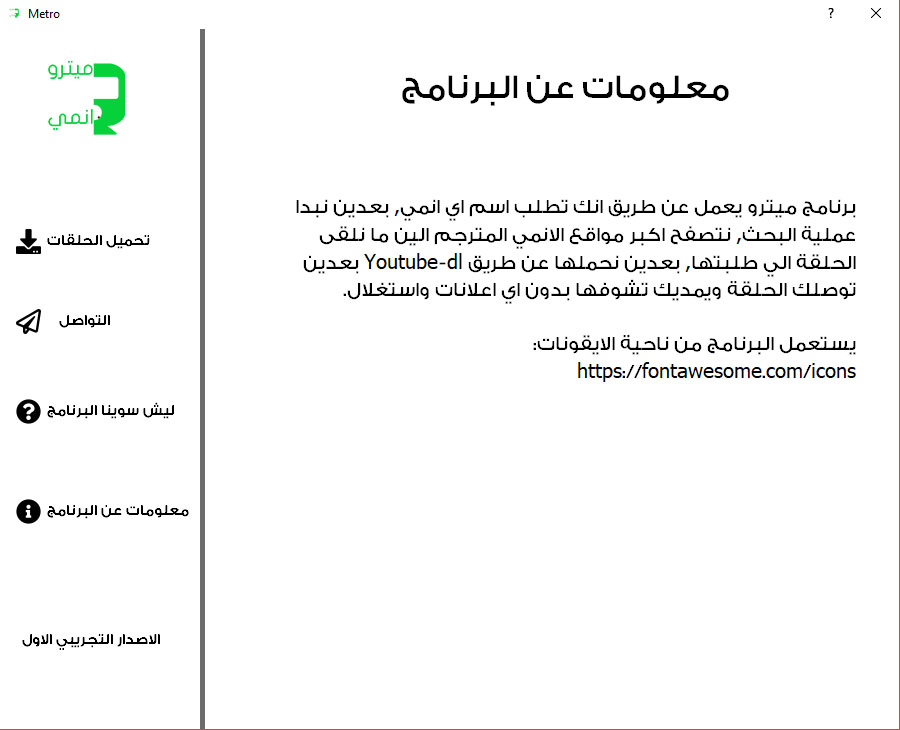 Metro
?
ميترو
انمي
تحميل الحلقات
التواصل
ليش سوينا البرنامج
معلومات عن البرنامج
الاصدار التجريبي الاول
معلومات عن البرنامج
برنامج ميترو يعمل عن طريق انك تطلب اسم اي انمي, بعدين نبدا
عملية البحث, نتصفح اكبر مواقع الانمي المترجم الين ما نلقى
الحلقة الي طلبتها, بعدين نحملها عن طريق Youtube-dl بعدين
توصلك الحلقة ويمديك تشوفها بدون اي اعلانات واستغلال.
يستعمل البرنامج من ناحية الايقونات:
https://fontawesome.com/icons